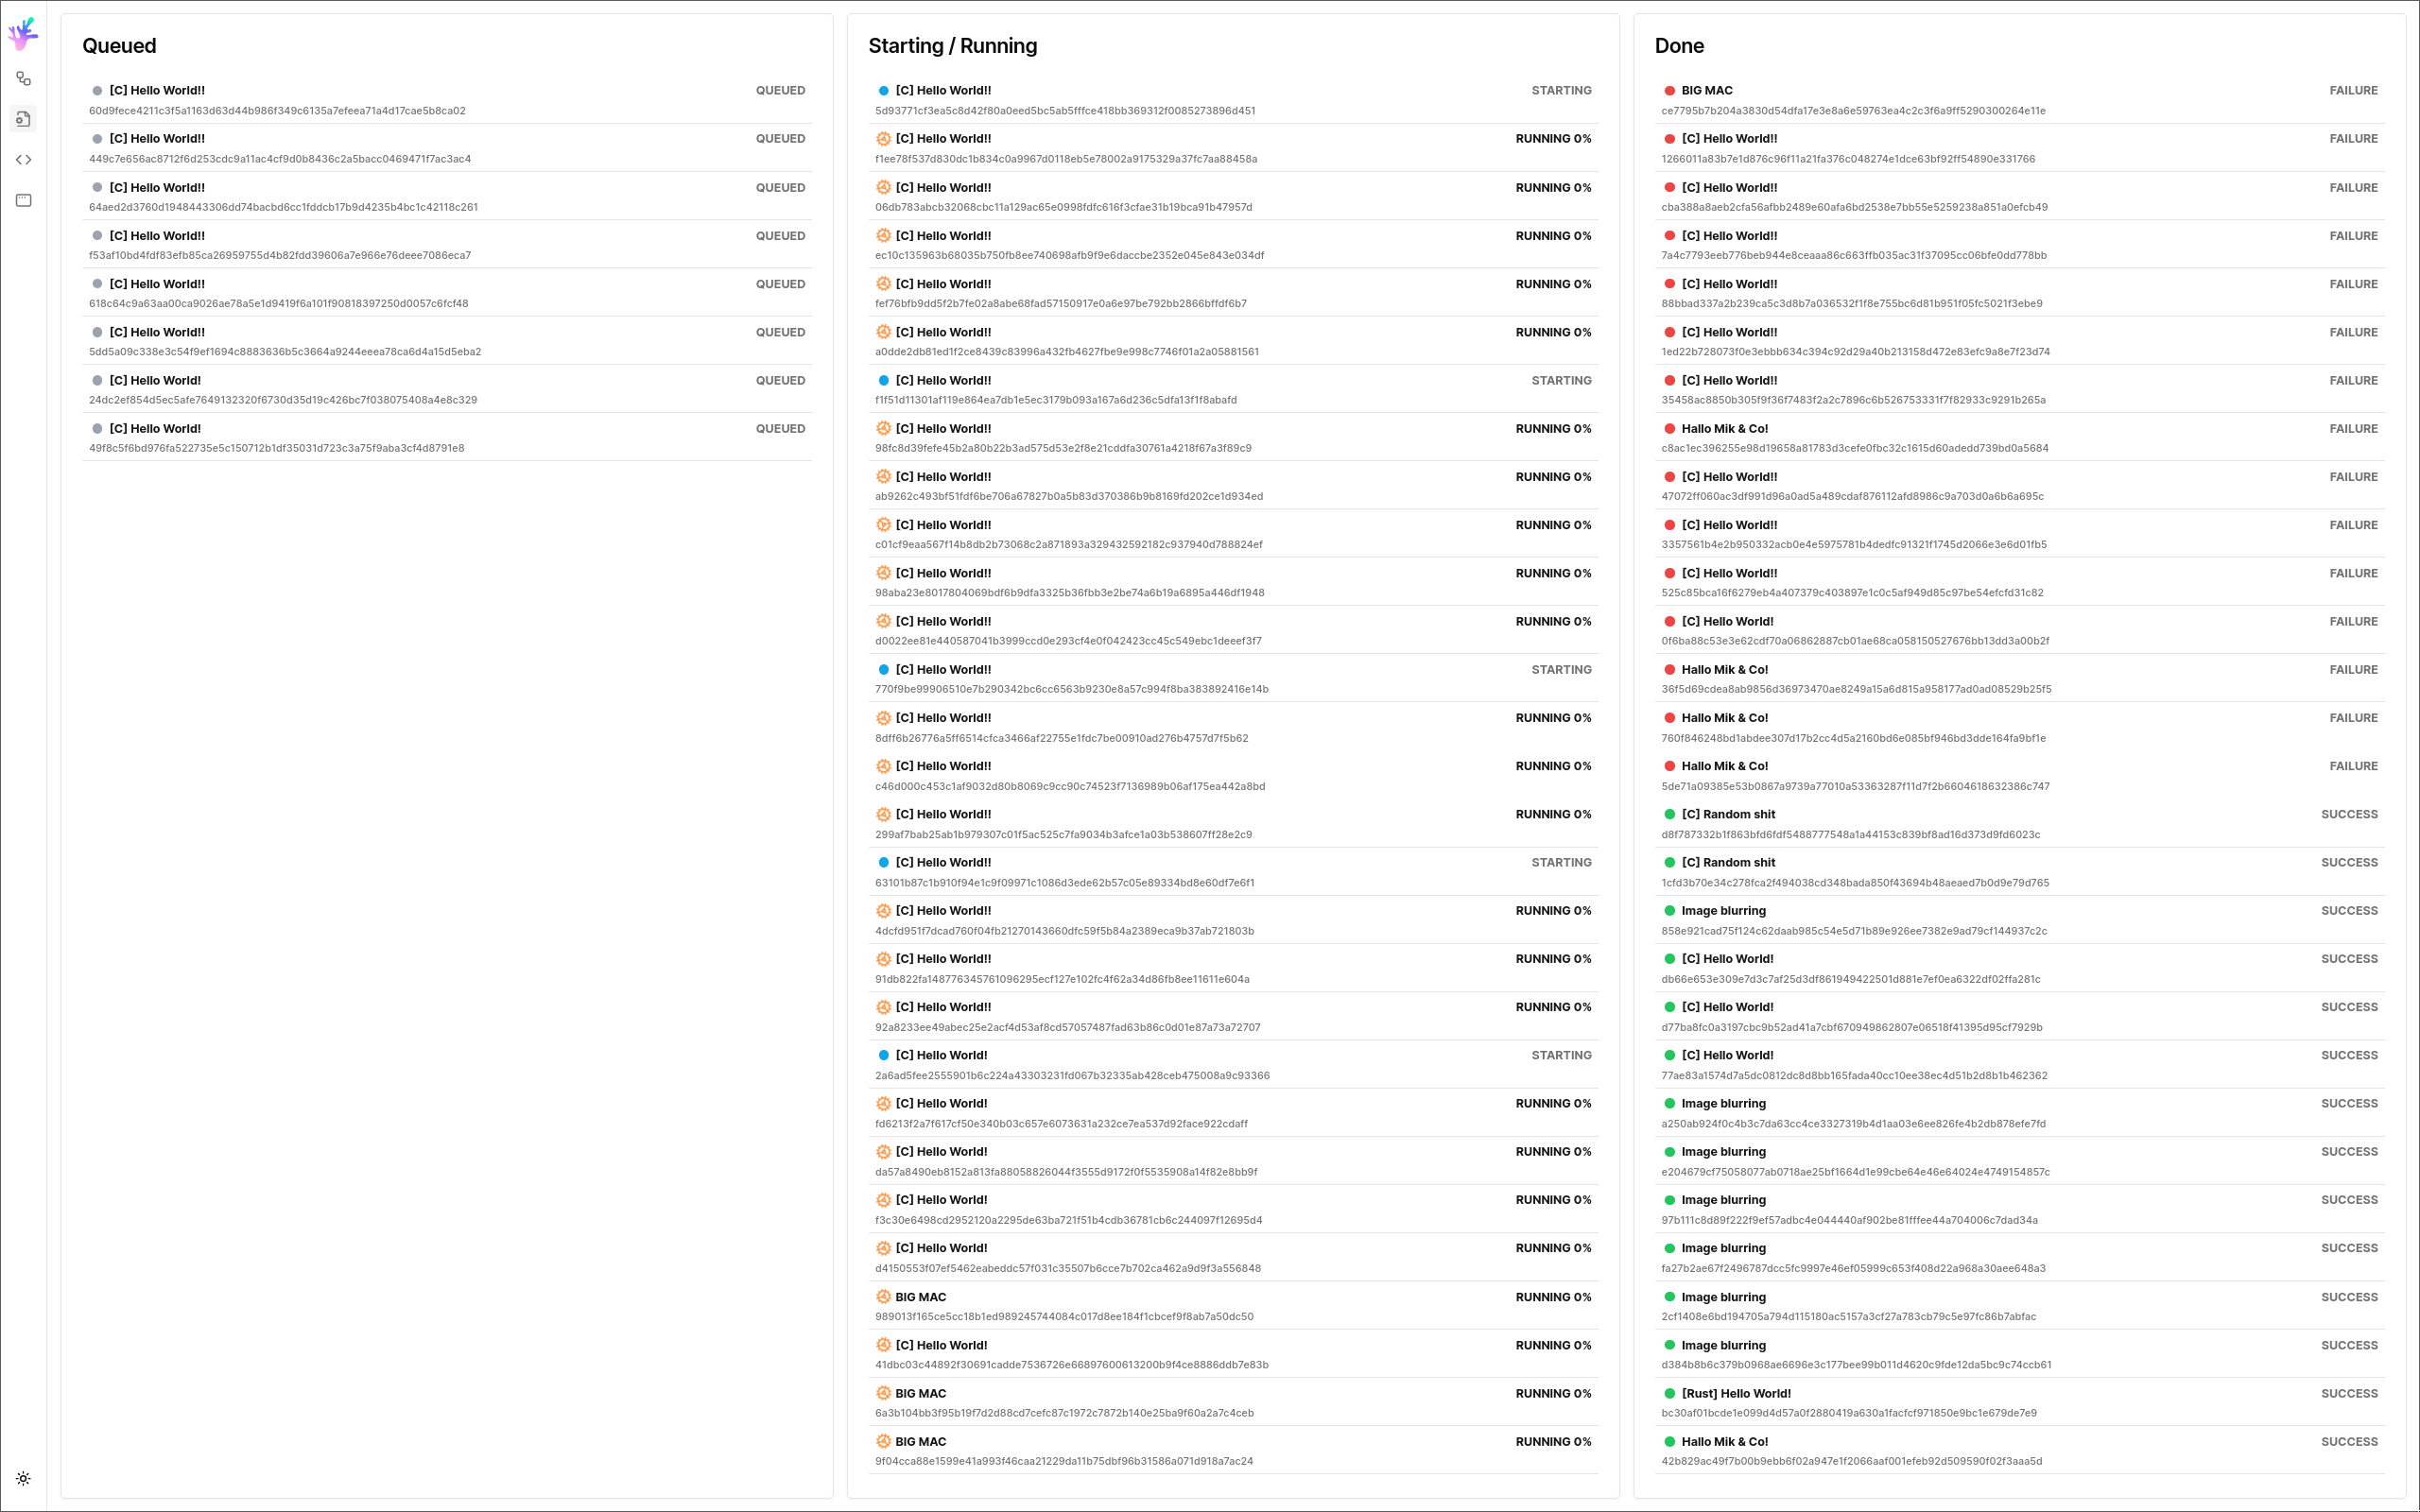 Queued
[C] Hello World!! QUEUED
60d9fece4211c3f5a1163d63d44b986f349c6135a7efeea71a4d17cae5b8ca02
[C] Hello World!! QUEUED
449c7e656ac8712f6d253cdc9a11ac4cf9d0b8436c2a5bacc0469471f7ac3ac4
[C] Hello World!! QUEUED
64aed2d3760d1948443306dd74bacbd6cc1fddcb17b9d4235b4bc1c42118c261
[C] Hello World!! QUEUED
f53af10bd4fdf83efb85ca26959755d4b82fdd39606a7e966e76deee7086eca7
[C] Hello World!! QUEUED
618c64c9a63aa00ca9026ae78a5e1d9419f6a101f90818397250d0057c6fcf48
[C] Hello World!! QUEUED
5dd5a09c338e3c54f9ef1694c8883636b5c3664a9244eeea78ca6d4a15d5eba2
[C] Hello World! QUEUED
24dc2ef854d5ec5afe7649132320f6730d35d19c426bc7f038075408a4e8c329
[C] Hello World! QUEUED
49f8c5f6bd976fa522735e5c150712b1df35031d723c3a75f9aba3cf4d8791e8
Starting / Running
[C] Hello World!! STARTING
5d93771cf3ea5c8d42f80a0eed5bc5ab5fffce418bb369312f0085273896d451
[C] Hello World!! RUNNING 0%
f1ee78f537d830dc1b834c0a9967d0118eb5e78002a9175329a37fc7aa88458a
[C] Hello World!! RUNNING 0%
06db783abcb32068cbc11a129ac65e0998fdfc616f3cfae31b19bca91b47957d
[C] Hello World!! RUNNING 0%
ec10c135963b68035b750fb8ee740698afb9f9e6daccbe2352e045e843e034df
[C] Hello World!! RUNNING 0%
fef76bfb9dd5f2b7fe02a8abe68fad57150917e0a6e97be792bb2866bffdf6b7
[C] Hello World!! RUNNING 0%
a0dde2db81ed1f2ce8439c83996a432fb4627fbe9e998c7746f01a2a05881561
[C] Hello World!! STARTING
f1f51d11301af119e864ea7db1e5ec3179b093a167a6d236c5dfa13f1f8abafd
[C] Hello World!! RUNNING 0%
98fc8d39fefe45b2a80b22b3ad575d53e2f8e21cddfa30761a4218f67a3f89c9
[C] Hello World!! RUNNING 0%
ab9262c493bf51fdf6be706a67827b0a5b83d370386b9b8169fd202ce1d934ed
[C] Hello World!! RUNNING 0%
c01cf9eaa567f14b8db2b73068c2a871893a329432592182c937940d788824ef
[C] Hello World!! RUNNING 0%
98aba23e8017804069bdf6b9dfa3325b36fbb3e2be74a6b19a6895a446df1948
[C] Hello World!! RUNNING 0%
d0022ee81e440587041b3999ccd0e293cf4e0f042423cc45c549ebc1deeef3f7
[C] Hello World!! STARTING
770f9be99906510e7b290342bc6cc6563b9230e8a57c994f8ba383892416e14b
[C] Hello World!! RUNNING 0%
8dff6b26776a5ff6514cfca3466af22755e1fdc7be00910ad276b4757d7f5b62
[C] Hello World!! RUNNING 0%
c46d000c453c1af9032d80b8069c9cc90c74523f7136989b06af175ea442a8bd
[C] Hello World!! RUNNING 0%
299af7bab25ab1b979307c01f5ac525c7fa9034b3afce1a03b538607ff28e2c9
[C] Hello World!! STARTING
63101b87c1b910f94e1c9f09971c1086d3ede62b57c05e89334bd8e60df7e6f1
[C] Hello World!! RUNNING 0%
4dcfd951f7dcad760f04fb21270143660dfc59f5b84a2389eca9b37ab721803b
[C] Hello World!! RUNNING 0%
91db822fa148776345761096295ecf127e102fc4f62a34d86fb8ee11611e604a
[C] Hello World!! RUNNING 0%
92a8233ee49abec25e2acf4d53af8cd57057487fad63b86c0d01e87a73a72707
[C] Hello World! STARTING
2a6ad5fee2555901b6c224a43303231fd067b32335ab428ceb475008a9c93366
[C] Hello World! RUNNING 0%
fd6213f2a7f617cf50e340b03c657e6073631a232ce7ea537d92face922cdaff
[C] Hello World! RUNNING 0%
da57a8490eb8152a813fa88058826044f3555d9172f0f5535908a14f82e8bb9f
[C] Hello World! RUNNING 0%
f3c30e6498cd2952120a2295de63ba721f51b4cdb36781cb6c244097f12695d4
[C] Hello World! RUNNING 0%
d4150553f07ef5462eabeddc57f031c35507b6cce7b702ca462a9d9f3a556848
BIG MAC RUNNING 0%
989013f165ce5cc18b1ed989245744084c017d8ee184f1cbcef9f8ab7a50dc50
[C] Hello World! RUNNING 0%
41dbc03c44892f30691cadde7536726e66897600613200b9f4ce8886ddb7e83b
BIG MAC RUNNING 0%
6a3b104bb3f95b19f7d2d88cd7cefc87c1972c7872b140e25ba9f60a2a7c4ceb
BIG MAC RUNNING 0%
9f04cca88e1599e41a993f46caa21229da11b75dbf96b31586a071d918a7ac24
Done
BIG MAC FAILURE
ce7795b7b204a3830d54dfa17e3e8a6e59763ea4c2c3f6a9ff5290300264e11e
[C] Hello World!! FAILURE
1266011a83b7e1d876c96f11a21fa376c048274e1dce63bf92ff54890e331766
[C] Hello World!! FAILURE
cba388a8aeb2cfa56afbb2489e60afa6bd2538e7bb55e5259238a851a0efcb49
[C] Hello World!! FAILURE
7a4c7793eeb776beb944e8ceaaa86c663ffb035ac31f37095cc06bfe0dd778bb
[C] Hello World!! FAILURE
88bbad337a2b239ca5c3d8b7a036532f1f8e755bc6d81b951f05fc5021f3ebe9
[C] Hello World!! FAILURE
1ed22b728073f0e3ebbb634c394c92d29a40b213158d472e83efc9a8e7f23d74
[C] Hello World!! FAILURE
35458ac8850b305f9f36f7483f2a2c7896c6b526753331f7f82933c9291b265a
Hallo Mik & Co! FAILURE
c8ac1ec396255e98d19658a81783d3cefe0fbc32c1615d60adedd739bd0a5684
[C] Hello World!! FAILURE
47072ff060ac3df991d96a0ad5a489cdaf876112afd8986c9a703d0a6b6a695c
[C] Hello World!! FAILURE
3357561b4e2b950332acb0e4e5975781b4dedfc91321f1745d2066e3e6d01fb5
[C] Hello World!! FAILURE
525c85bca16f6279eb4a407379c403897e1c0c5af949d85c97be54efcfd31c82
[C] Hello World! FAILURE
0f6ba88c53e3e62cdf70a06862887cb01ae68ca058150527676bb13dd3a00b2f
Hallo Mik & Co! FAILURE
36f5d69cdea8ab9856d36973470ae8249a15a6d815a958177ad0ad08529b25f5
Hallo Mik & Co! FAILURE
760f846248bd1abdee307d17b2cc4d5a2160bd6e085bf946bd3dde164fa9bf1e
Hallo Mik & Co! FAILURE
5de71a09385e53b0867a9739a77010a53363287f11d7f2b6604618632386c747
[C] Random shit SUCCESS
d8f787332b1f863bfd6fdf5488777548a1a44153c839bf8ad16d373d9fd6023c
[C] Random shit SUCCESS
1cfd3b70e34c278fca2f494038cd348bada850f43694b48aeaed7b0d9e79d765
Image blurring SUCCESS
858e921cad75f124c62daab985c54e5d71b89e926ee7382e9ad79cf144937c2c
[C] Hello World! SUCCESS
db66e653e309e7d3c7af25d3df861949422501d881e7ef0ea6322df02ffa281c
[C] Hello World! SUCCESS
d77ba8fc0a3197cbc9b52ad41a7cbf670949862807e06518f41395d95cf7929b
[C] Hello World! SUCCESS
77ae83a1574d7a5dc0812dc8d8bb165fada40cc10ee38ec4d51b2d8b1b462362
Image blurring SUCCESS
a250ab924f0c4b3c7da63cc4ce3327319b4d1aa03e6ee826fe4b2db878efe7fd
Image blurring SUCCESS
e204679cf75058077ab0718ae25bf1664d1e99cbe64e46e64024e4749154857c
Image blurring SUCCESS
97b111c8d89f222f9ef57adbc4e044440af902be81fffee44a704006c7dad34a
Image blurring SUCCESS
fa27b2ae67f2496787dcc5fc9997e46ef05999c653f408d22a968a30aee648a3
Image blurring SUCCESS
2cf1408e6bd194705a794d115180ac5157a3cf27a783cb79c5e97fc86b7abfac
Image blurring SUCCESS
d384b8b6c379b0968ae6696e3c177bee99b011d4620c9fde12da5bc9c74ccb61
[Rust] Hello World! SUCCESS
bc30af01bcde1e099d4d57a0f2880419a630a1facfcf971850e9bc1e679de7e9
Hallo Mik & Co! SUCCESS
42b829ac49f7b00b9ebb6f02a947e1f2066aaf001efeb92d509590f02f3aaa5d